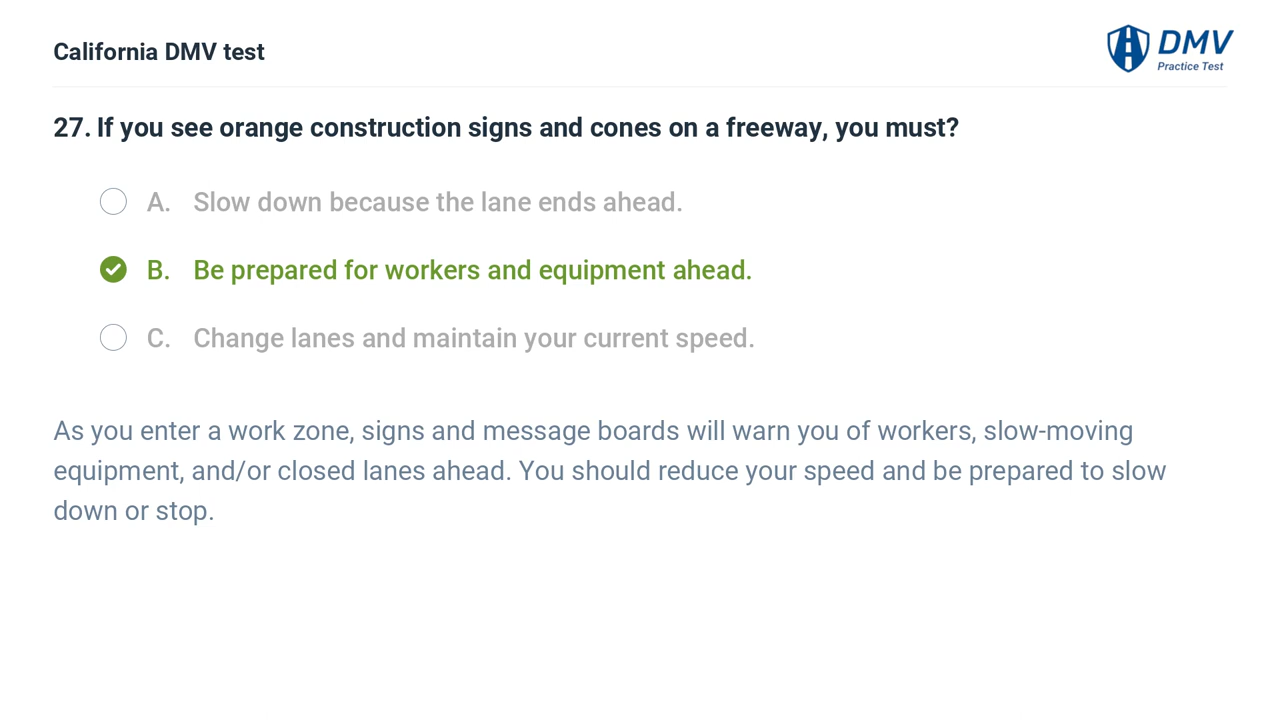 California DMV test
DMV
Practice Test
27. If you see orange construction signs and cones on a freeway, you must?
A. Slow down because the lane ends ahead.
B. Be prepared for workers and equipment ahead.
C. Change lanes and maintain your current speed.
As you enter a work zone, signs and message boards will warn you of workers, slow-moving
equipment, and/or closed lanes ahead. You should reduce your speed and be prepared to slow
down or stop.